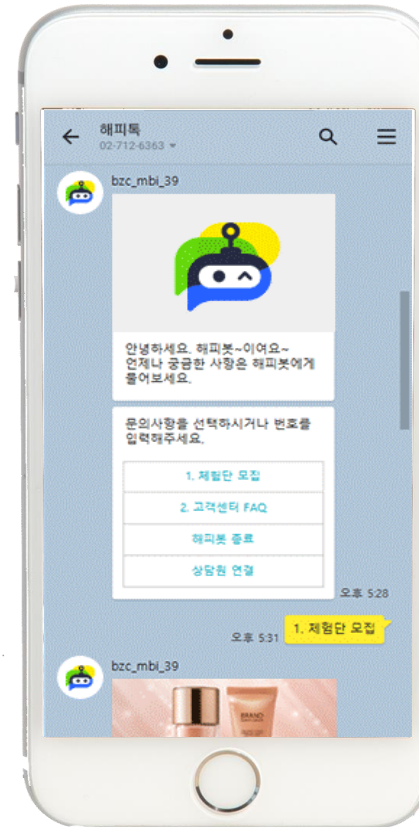 해피톡
02-712-6363
bzc_mbi_39
안녕하세요. 해피봇~이여요~
언제나 궁금한 사항은 해피봇에게
물어보세요.
문의사항을 선택하시거나 번호를
입력해주세요.
1. 체험단 모집
2. 고객센터 FAQ
해피봇 종료
상담원 연결
오후 5:28
1. 체험단 모집
오후 5:31
bzc_mbi_39
BRAND